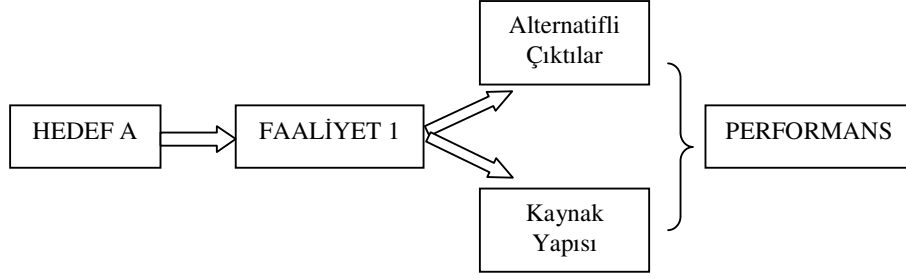 HEDEF A
FAALİYET 1
Alternatifli
Çıktılar
Kaynak
Yapısı
PERFORMANS